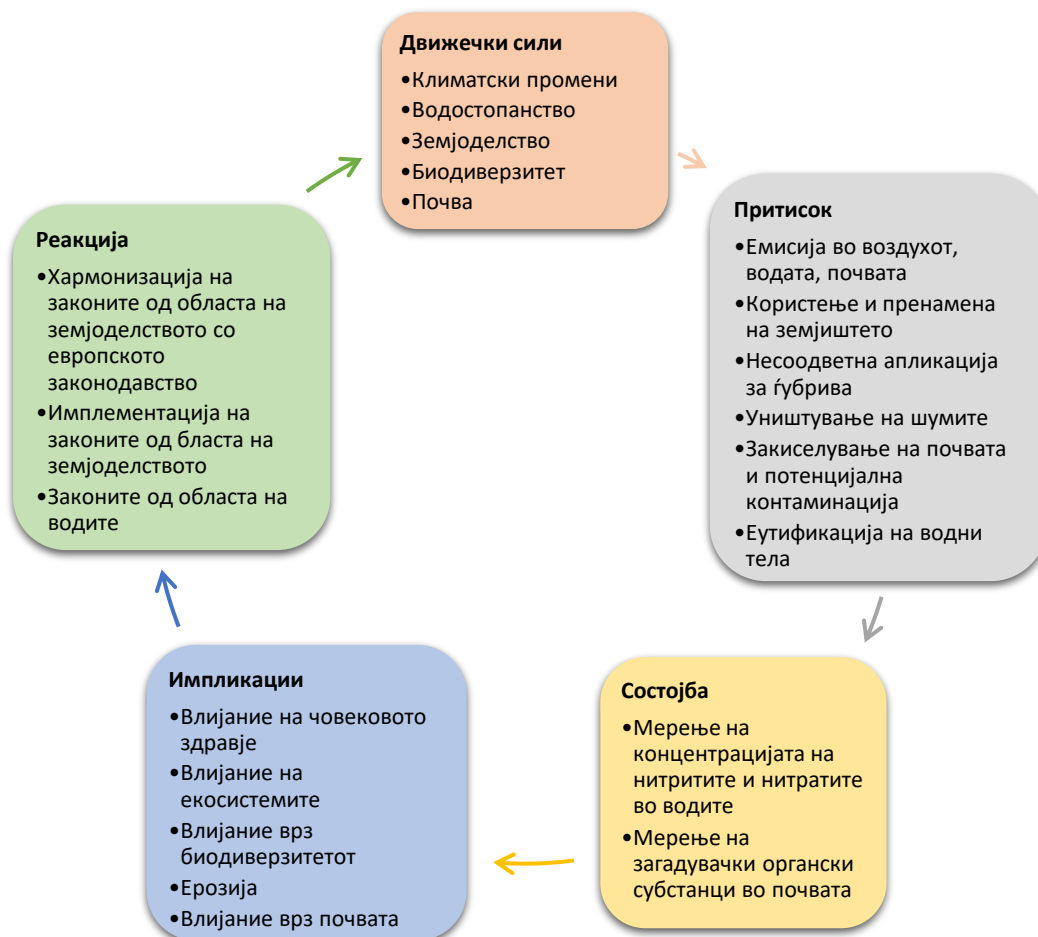 Движечки сили
•Климатски промени
•Водостопанство
•Земјоделство
•Биодиверзитет
•Почва
Притисок
•Емисија во воздухот,
водата, почвата
•Користење и пренамена
на земјиштето
•Несоодветна апликација
за ѓубрива
•Уништување на шумите
•Закиселување на почвата
и потенцијална
контаминација
•Еутификација на водни
тела
Состојба
•Мерење на
концентрацијата на
нитритите и нитратите
во водите
•Мерење на
загадувачки органски
субстанци во почвата
Импликации
•Влијание на човековото
здравје
•Влијание на
екосистемите
•Влијание врз
биодиверзитетот
•Ерозија
•Влијание врз почвата
Реакција
•Хармонизација на
законите од област на
земјоделството со
европското
законодавство
•Имплементација на
законите од бласта на
земјоделството
•Законите од областа на
водите